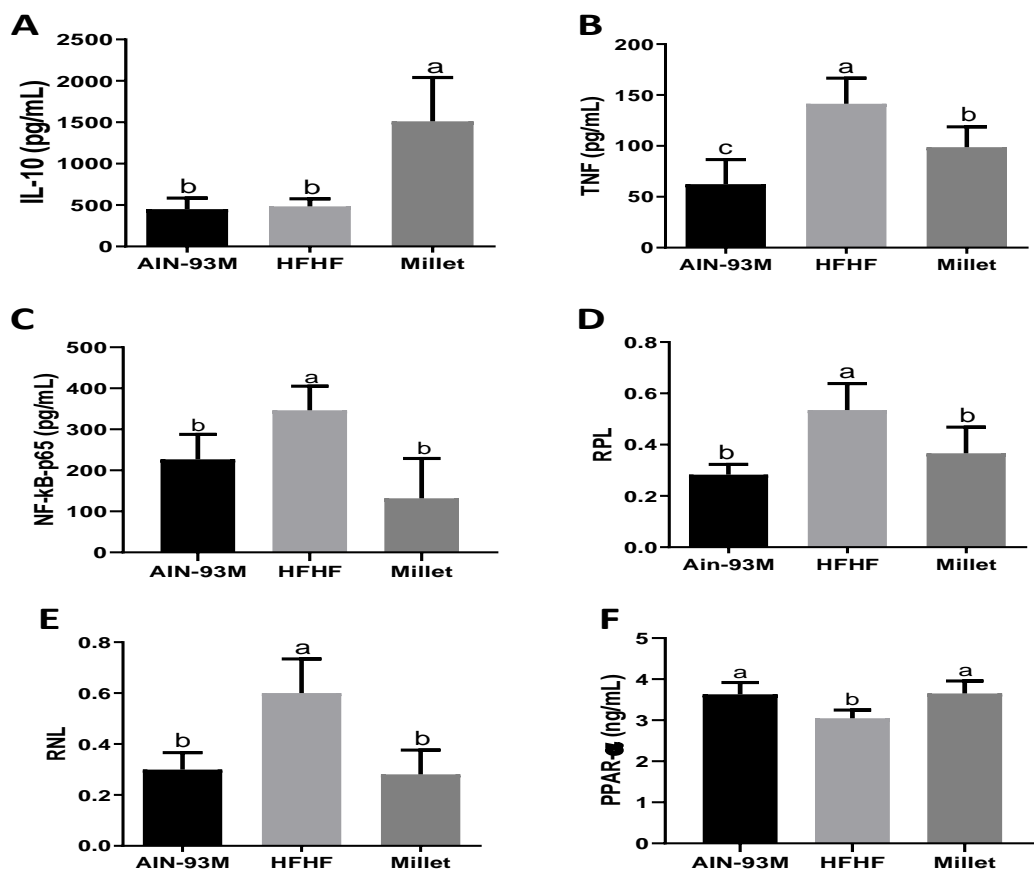 A
IL-10 (pg/mL)
2500
2000
1500
1000
500
0
b
b
a
AIN-93M HFHF Millet
B
TNF (pg/mL)
200
150
100
50
0
c
a
b
AIN-93M HFHF Millet
C
NF-kB-p65 (pg/mL)
500
400
300
200
100
0
b
a
b
AIN-93M HFHF Millet
D
RPL
0.8
0.6
0.4
0.2
0.0
b
a
b
Ain-93M HFHF Millet
E
RNL
0.8
0.6
0.4
0.2
0.0
b
a
b
AIN-93M HFHF Millet
F
PPAR-α (ng/mL)
5
4
3
2
1
0
a
b
a
AIN-93M HFHF Millet